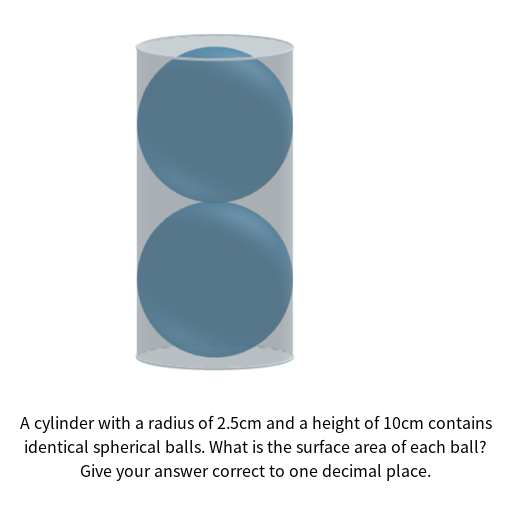 A cylinder with a radius of 2.5cm and a height of 10cm contains
identical spherical balls. What is the surface area of each ball?
Give your answer correct to one decimal place.